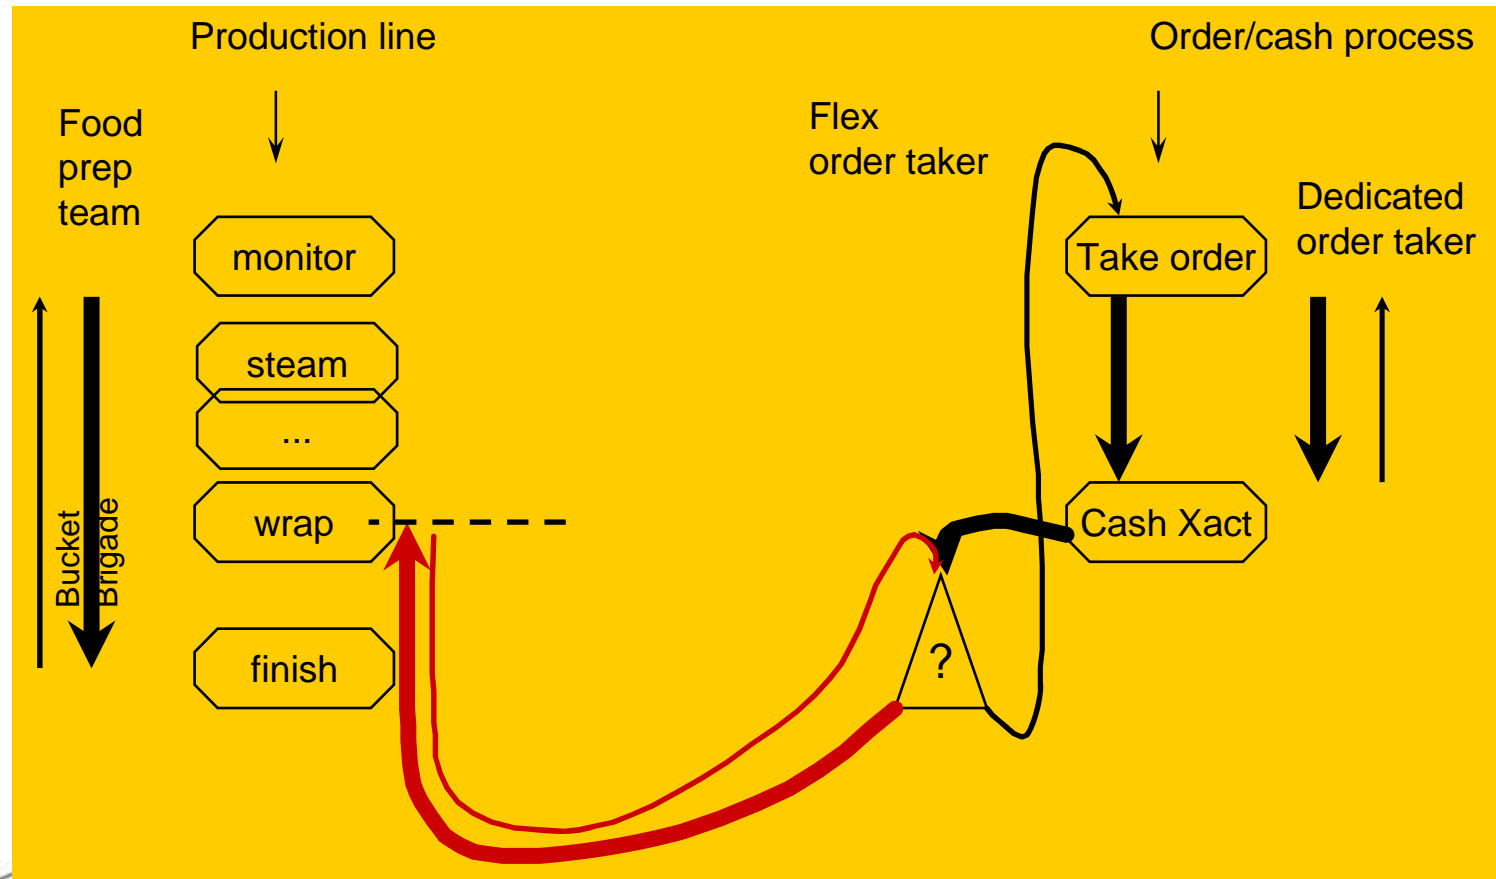 Production line
Order/cash process
Food
prep
team
Flex
order taker
Dedicated
order taker
monitor
Take order
steam
...
Bucket
Brigade
wrap
Cash Xact
finish
?